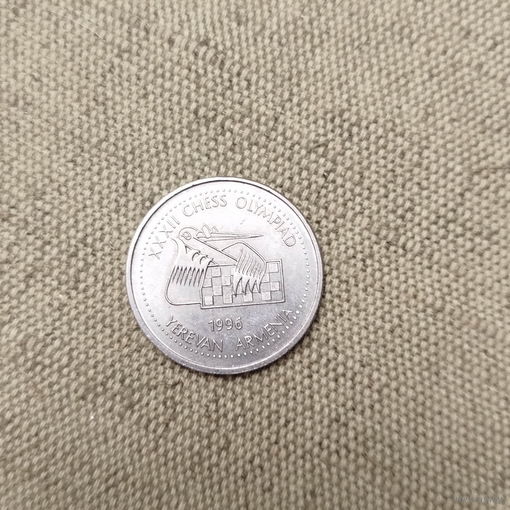 XXXII CHESS OLYMPIAD
1996
YEREVAN ARMENIA